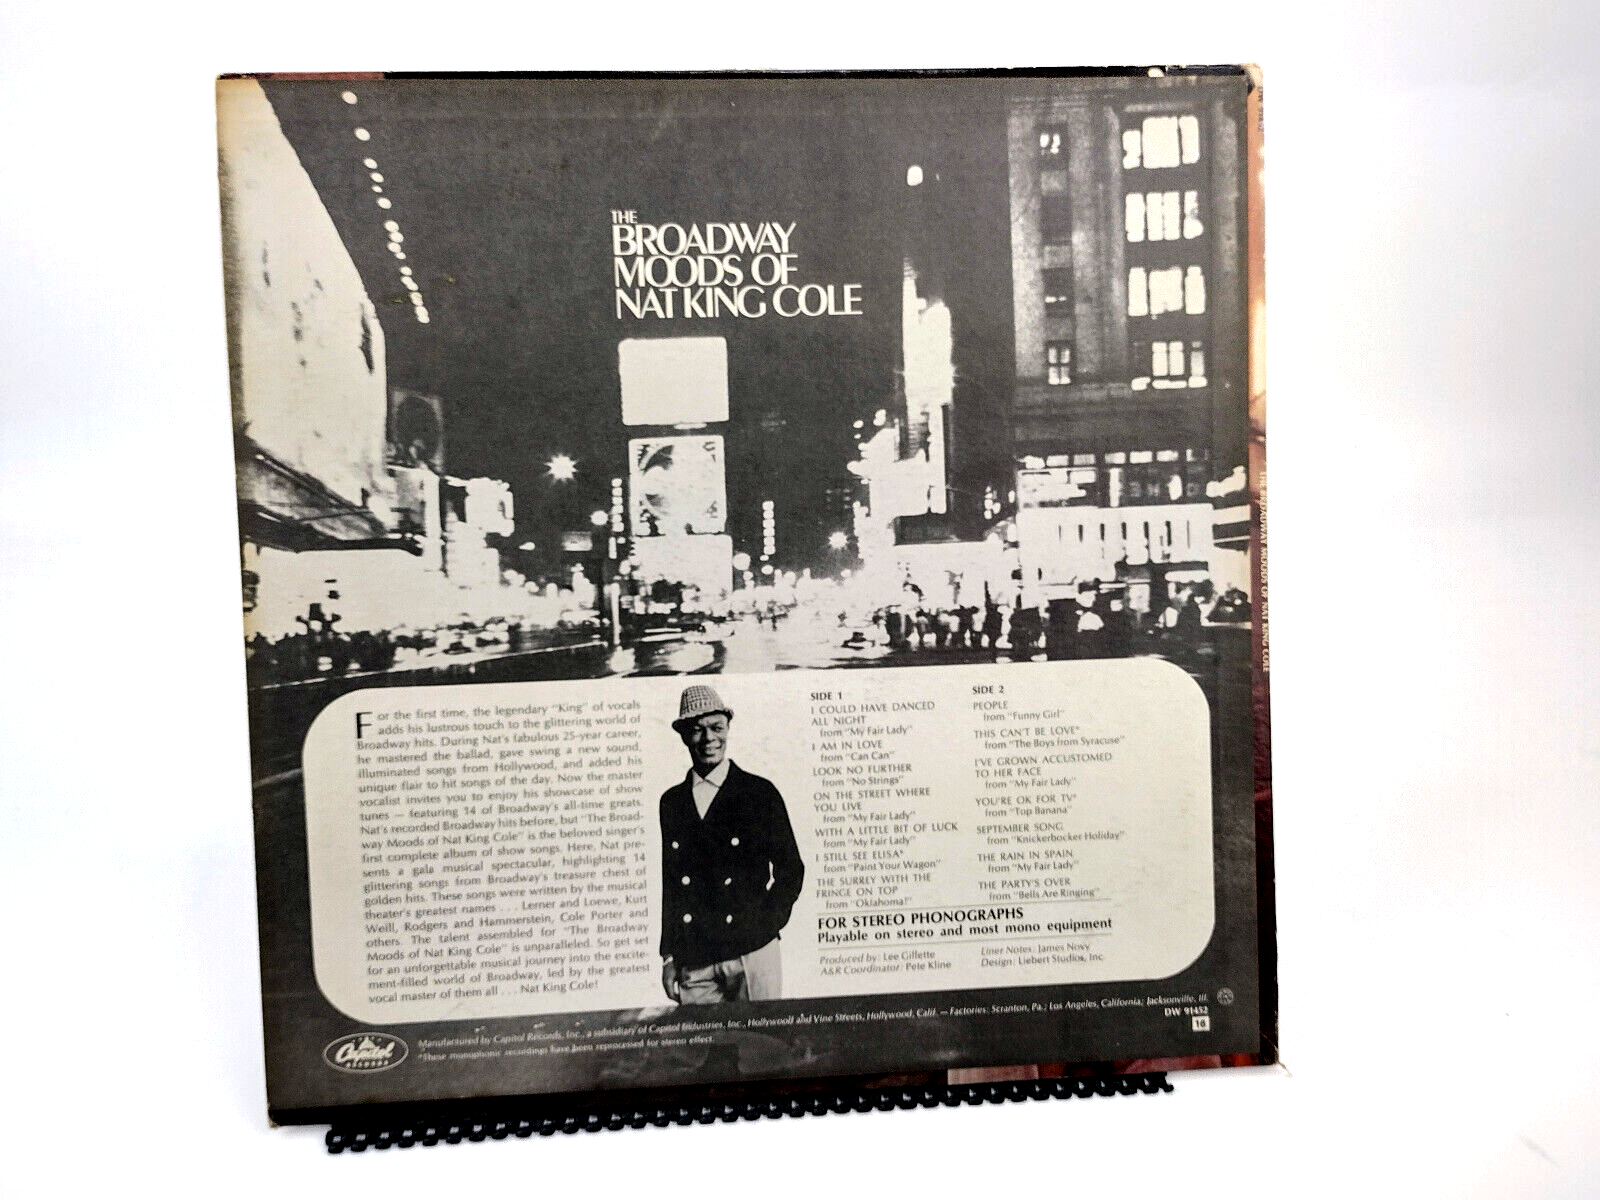 THE
BROADWAY
MOODS OF
NAT KING COLE
For the first time, the legendary "King" of vocals
adds his lustrous touch to the glittering world of
Broadway hits. During Nat's fabulous 25-year career,
he mastered the ballad, gave swing a new sound,
illuminated songs from Hollywood, and added his
unique flair to hit songs of the day. Now the master
vocalist invites you to enjoy his showcase of show
tunes — featuring 14 of Broadway's all-time greats.
Nat's recorded Broadway hits before, but "The Broad-
way Moods of Nat King Cole" is the beloved singer's
first complete album of show songs. Here, Nat pre-
sents a gala musical spectacular, highlighting 14
glittering songs from Broadway's treasure chest of
golden hits. These songs were written by the musical
theater's greatest names . . . Lerner and Loewe, Kurt
Weill, Rodgers and Hammerstein, Cole Porter and
others. The talent assembled for "The Broadway
Moods of Nat King Cole" is unparalleled. So get set
for an unforgettable musical journey into the excite-
ment-filled world of Broadway, led by the greatest
vocal master of them all . . . Nat King Cole!
SIDE 1
I COULD HAVE DANCED
ALL NIGHT
from "My Fair Lady"
I AM IN LOVE
from "Can Can"
LOOK NO FURTHER
from "No Strings"
ON THE STREET WHERE
YOU LIVE
from "My Fair Lady"
WITH A LITTLE BIT OF LUCK
from "My Fair Lady"
I STILL SEE ELISA*
from "Paint Your Wagon"
THE SURREY WITH THE
FRINGE ON TOP
from "Oklahoma!"
SIDE 2
PEOPLE
from "Funny Girl"
THIS CAN'T BE LOVE*
from "The Boys from Syracuse"
I'VE GROWN ACCUSTOMED
TO HER FACE
from "My Fair Lady"
YOU'RE OK FOR TV*
from "Top Banana"
SEPTEMBER SONG
from "Knickerbocker Holiday"
THE RAIN IN SPAIN
from "My Fair Lady"
THE PARTY'S OVER
from "Bells Are Ringing"
FOR STEREO PHONOGRAPHS
Playable on stereo and most mono equipment
Produced by: Lee Gillette
A&R Coordinator: Pete Kline
Liner Notes: James Novy
Design: Liebert Studios, Inc.
Capitol
RECORDS
Manufactured by Capitol Records, Inc., a subsidiary of Capitol Industries, Inc., Hollywood and Vine Streets, Hollywood, Calif. — Factories: Scranton, Pa.; Los Angeles, California; Jacksonville, Ill.
*These monophonic recordings have been reprocessed for stereo effect.
DW 91452
16
THE BROADWAY MOODS OF NAT KING COLE